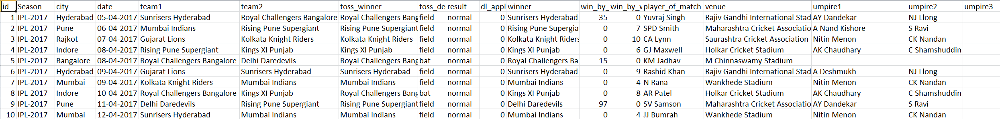 id Season city date team1 team2 toss_winner toss_de result dl_appl winner win_by_ win_by_v player_of_match venue umpire1 umpire2 umpire3
1 IPL-2017 Hyderabad 05-04-2017 Sunrisers Hyderabad Royal Challengers Bangalore Royal Challengers Bang field normal 0 Sunrisers Hyderabad 35 0 Yuvraj Singh Rajiv Gandhi International Stad AY Dandekar NJ Llong
2 IPL-2017 Pune 06-04-2017 Mumbai Indians Rising Pune Supergiant Rising Pune Supergiant field normal 0 Rising Pune Supergia 0 7 SPD Smith Maharashtra Cricket Associatio A Nand Kishore S Ravi
3 IPL-2017 Rajkot 07-04-2017 Gujarat Lions Kolkata Knight Riders Kolkata Knight Riders field normal 0 Kolkata Knight Riders 0 10 CA Lynn Saurashtra Cricket Association Nitin Menon CK Nandan
4 IPL-2017 Indore 08-04-2017 Rising Pune Supergiant Kings XI Punjab Kings XI Punjab field normal 0 Kings XI Punjab 0 6 GJ Maxwell Holkar Cricket Stadium AK Chaudhary C Shamshuddin
5 IPL-2017 Bangalore 08-04-2017 Royal Challengers Bangalore Delhi Daredevils Royal Challengers Bang bat normal 0 Royal Challengers Ba 15 0 KM Jadhav M Chinnaswamy Stadium
6 IPL-2017 Hyderabad 09-04-2017 Gujarat Lions Sunrisers Hyderabad Sunrisers Hyderabad field normal 0 Sunrisers Hyderabad 0 9 Rashid Khan Rajiv Gandhi International Stad A Deshmukh NJ Llong
7 IPL-2017 Mumbai 09-04-2017 Kolkata Knight Riders Mumbai Indians Mumbai Indians field normal 0 Mumbai Indians 0 4 N Rana Wankhede Stadium Nitin Menon CK Nandan
8 IPL-2017 Indore 10-04-2017 Royal Challengers Bangalore Kings XI Punjab Royal Challengers Bang bat normal 0 Kings XI Punjab 0 8 AR Patel Holkar Cricket Stadium AK Chaudhary C Shamshuddin
9 IPL-2017 Pune 11-04-2017 Delhi Daredevils Rising Pune Supergiant Rising Pune Supergiant field normal 0 Delhi Daredevils 97 0 SV Samson Maharashtra Cricket Associatio AY Dandekar S Ravi
10 IPL-2017 Mumbai 12-04-2017 Sunrisers Hyderabad Mumbai Indians Mumbai Indians field normal 0 Mumbai Indians 0 4 JJ Bumrah Wankhede Stadium Nitin Menon CK Nandan